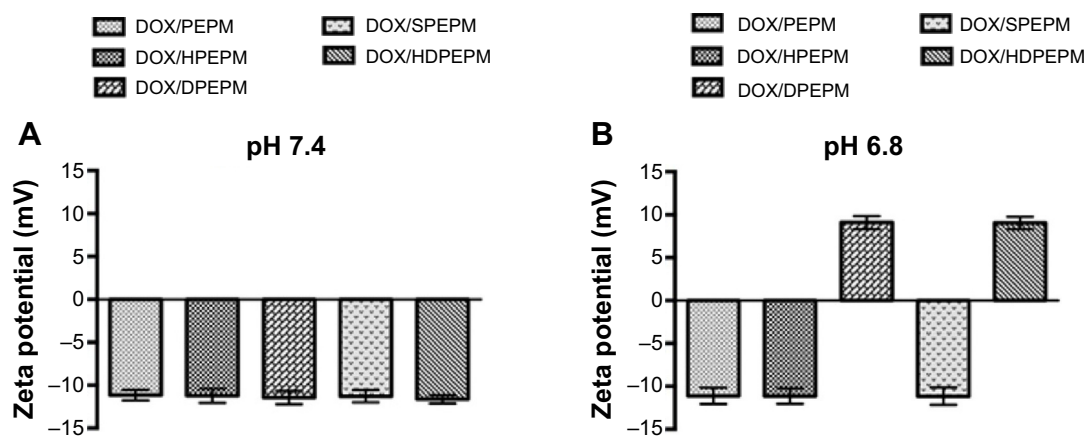 DOX/PEPM
DOX/SPEPM
DOX/HPEPM
DOX/HDPEPM
DOX/DPEPM
A
pH 7.4
Zeta potential (mV)
15
10
5
0
–5
–10
–15
DOX/PEPM
DOX/SPEPM
DOX/HPEPM
DOX/HDPEPM
DOX/DPEPM
B
pH 6.8
Zeta potential (mV)
15
10
5
0
–5
–10
–15